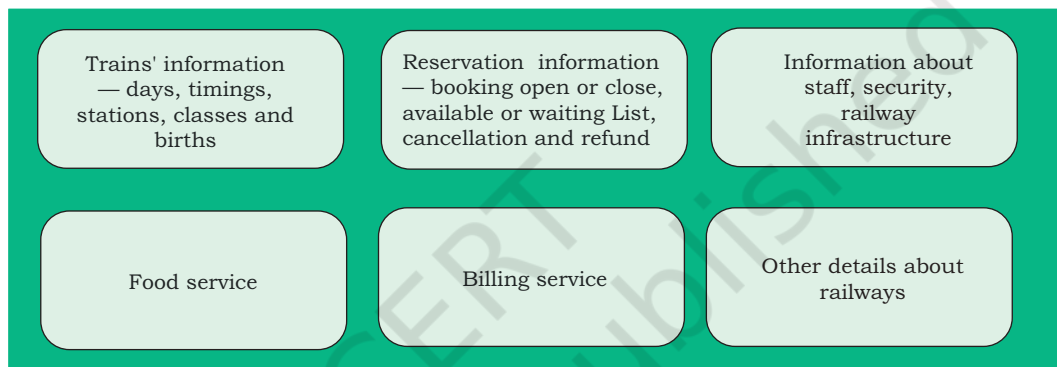 Trains' information
— days, timings,
stations, classes and
births
Reservation information
— booking open or close,
available or waiting List,
cancellation and refund
Information about
staff, security,
railway
infrastructure
Food service
Billing service
Other details about
railways